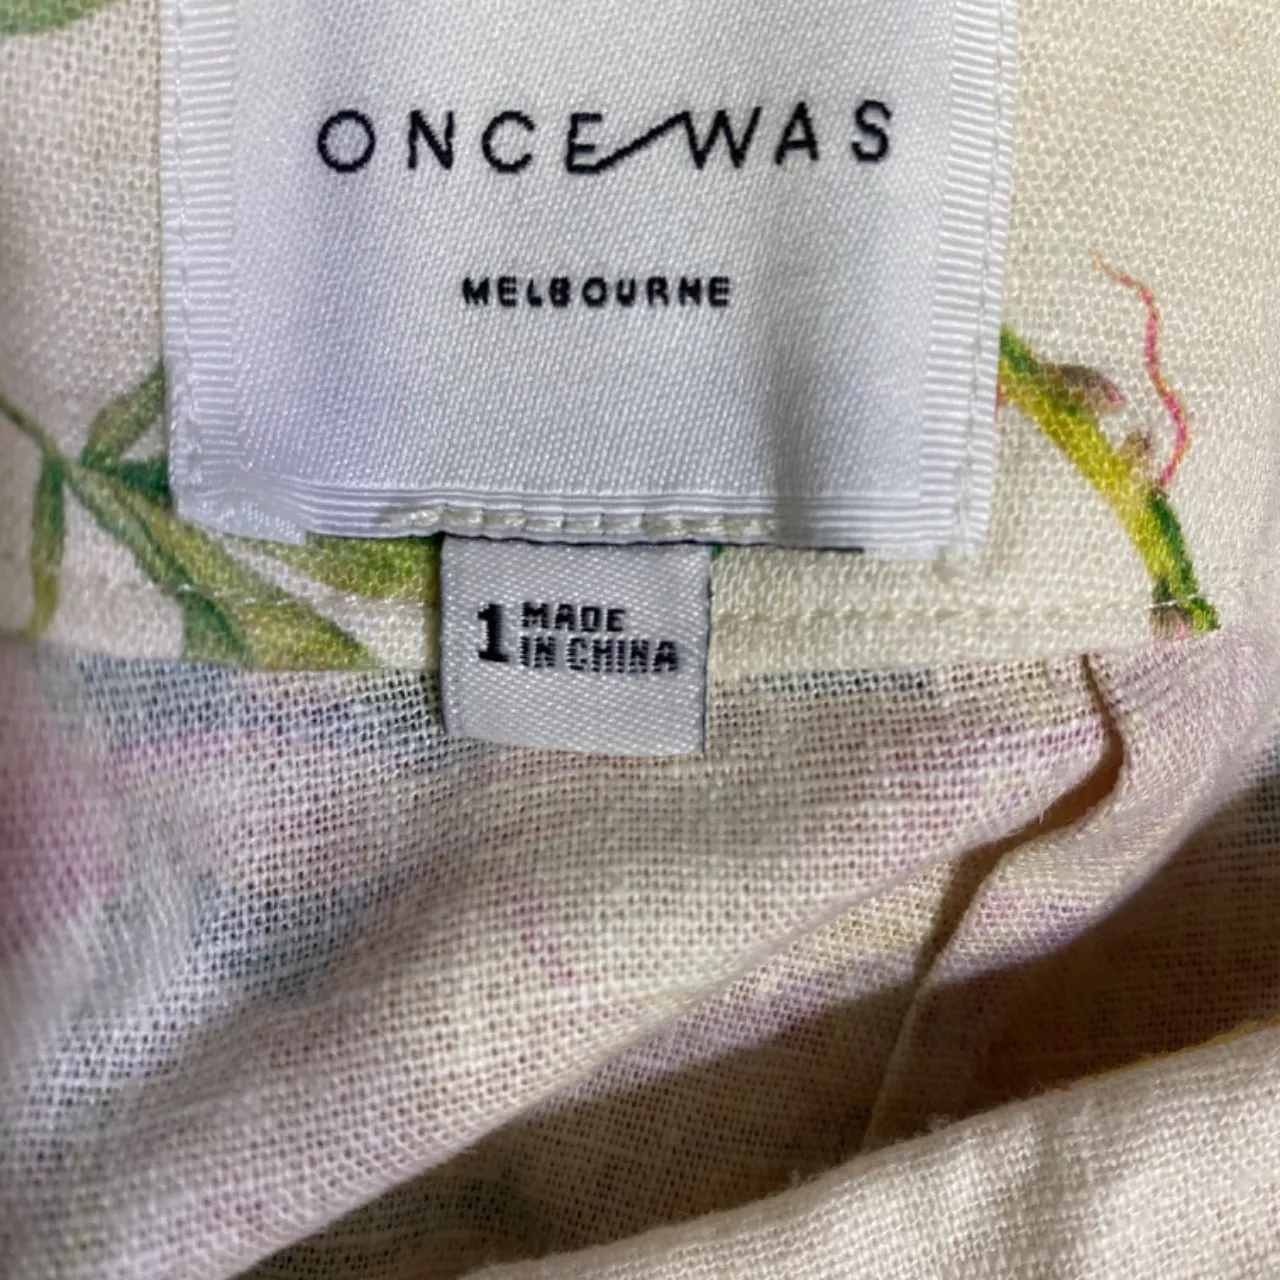 ONCE WAS
MELBOURNE
1 MADE
IN CHINA